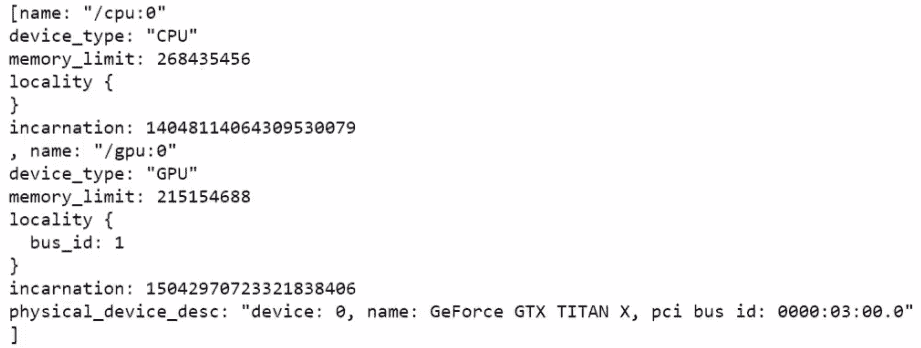 [name: "/cpu:0"
device_type: "CPU"
memory_limit: 268435456
locality {
}
incarnation: 14048114064309530079
, name: "/gpu:0"
device_type: "GPU"
memory_limit: 215154688
locality {
  bus_id: 1
}
incarnation: 15042970723321838406
physical_device_desc: "device: 0, name: GeForce GTX TITAN X, pci bus id: 0000:03:00.0"
]